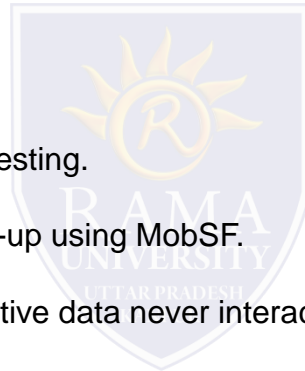 esting.
-up using MobSF.
tive data never interac
R
RAMA
UNIVERSITY
UTTAR PRADESH